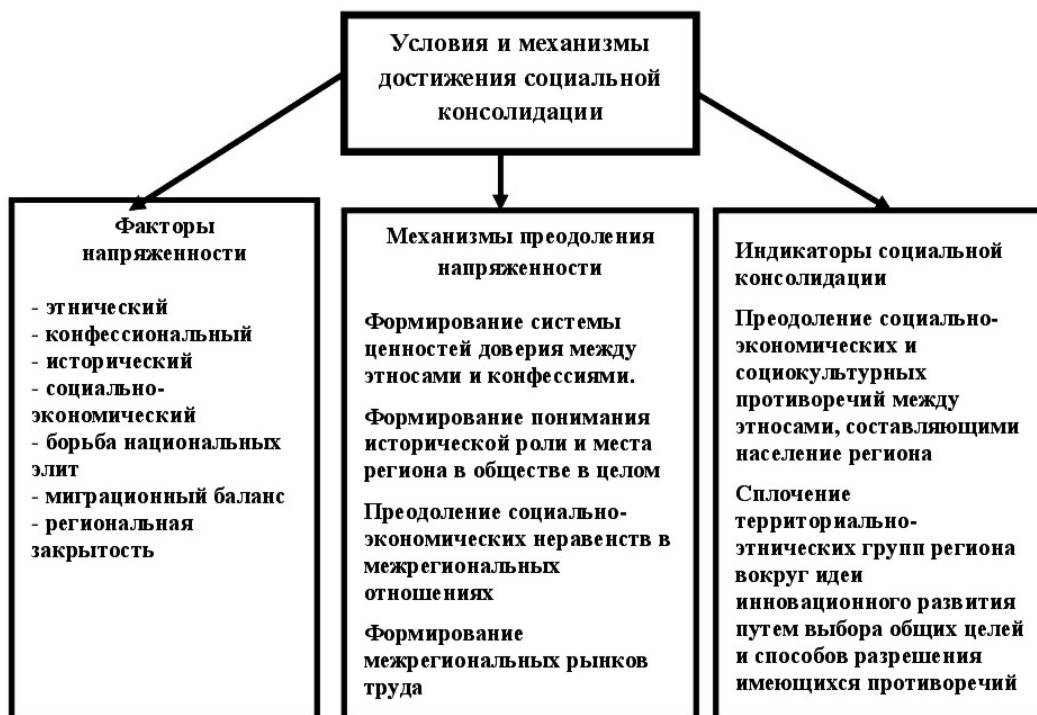 Условия и механизмы
достижения социальной
консолидации
Факторы
напряженности
- этнический
- конфессиональный
- исторический
- социально-
экономический
- борьба национальных
элит
- миграционный баланс
- региональная
закрытость
Механизмы преодоления
напряженности
Формирование системы
ценностей доверия между
этносами и конфессиями.
Формирование понимания
исторической роли и места
региона в обществе в целом
Преодоление социально-
экономических неравенств в
межрегиональных
отношениях
Формирование
межрегиональных рынков
труда
Индикаторы социальной
консолидации
Преодоление социально-
экономических и
социокультурных
противоречий между
этносами, составляющими
население региона
Сплочение
территориально-
этнических групп региона
вокруг идеи
инновационного развития
путем выбора общих целей
и способов разрешения
имеющихся противоречий